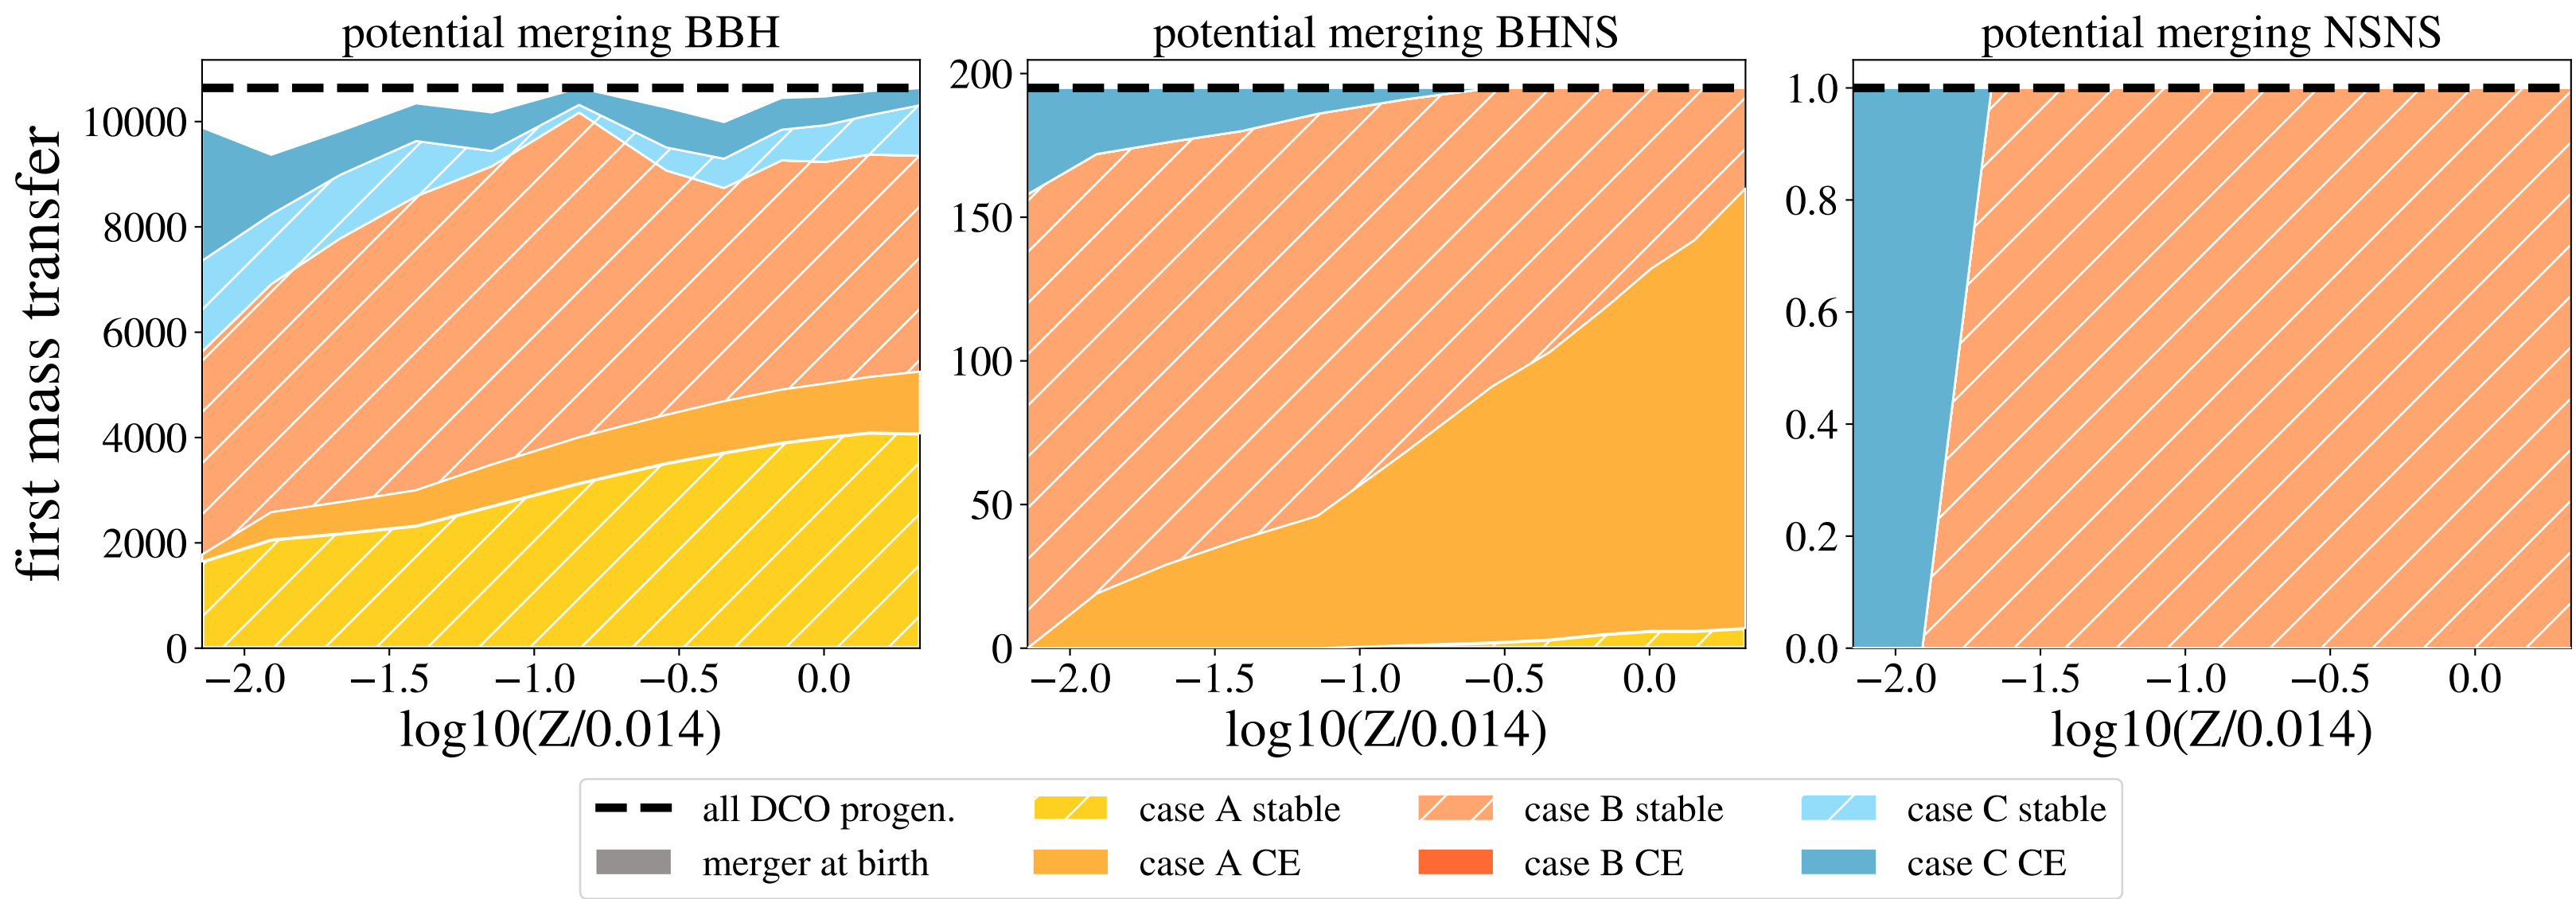 potential merging BBH
potential merging BHNS
potential merging NSNS
first mass transfer
10000
8000
6000
4000
2000
0
−2.0 −1.5 −1.0 −0.5 0.0
log10(Z/0.014)
200
150
100
50
0
−2.0 −1.5 −1.0 −0.5 0.0
log10(Z/0.014)
1.0
0.8
0.6
0.4
0.2
0.0
−2.0 −1.5 −1.0 −0.5 0.0
log10(Z/0.014)
all DCO progen.
merger at birth
case A stable
case A CE
case B stable
case B CE
case C stable
case C CE